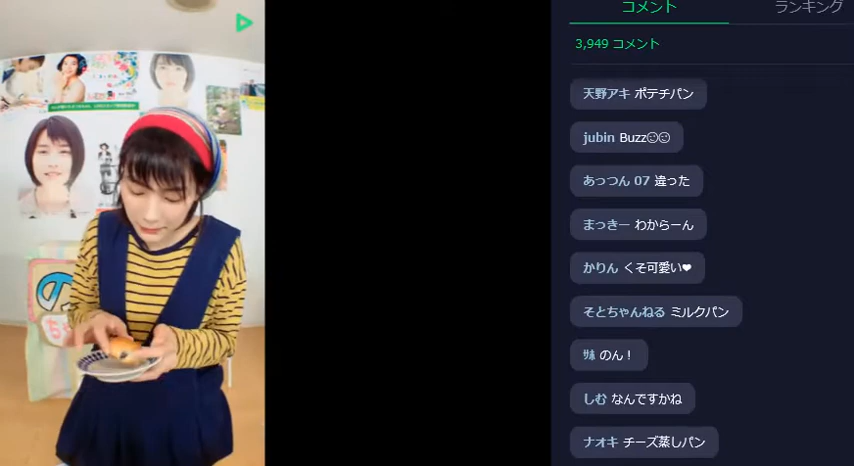 コメント
ランキング
3,949 コメント
天野アキ ポテチパン
jubin Buzz
あっつん 07 違った
まっきー わからーん
かりん くそ可愛い❤
そとちゃんねる ミルクパン
のん！
しむ なんですかね
ナオキ チーズ蒸しパン
の
ち